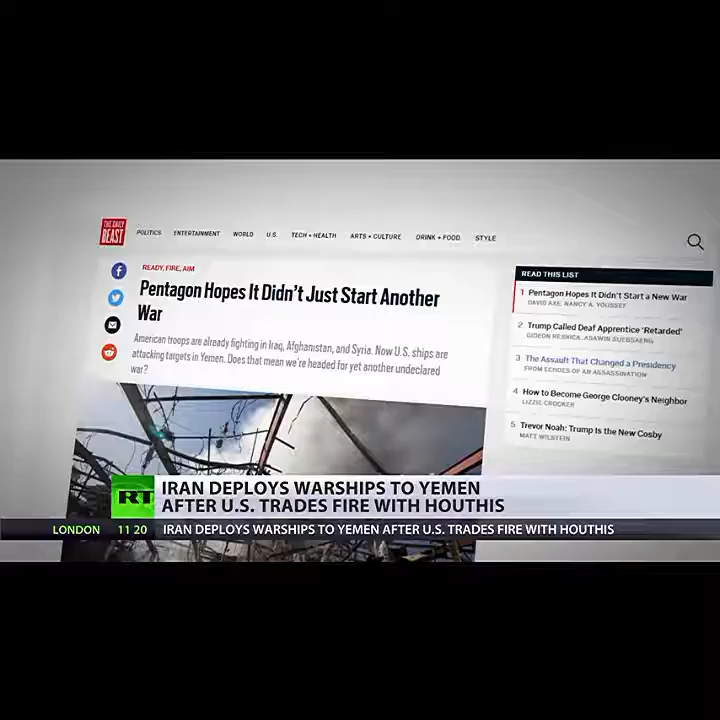 THE DAILY
BEAST
POLITICS ENTERTAINMENT WORLD U.S. TECH + HEALTH ARTS + CULTURE DRINK + FOOD STYLE
READY, FIRE, AIM
Pentagon Hopes It Didn't Just Start Another
War
American troops are already fighting in Iraq, Afghanistan, and Syria. Now U.S. ships are
attacking targets in Yemen. Does that mean we're headed for yet another undeclared
war?
READ THIS LIST
1 Pentagon Hopes It Didn't Start a New War
DAVID AXE, NANCY A. YOUSSEF
2 Trump Called Deaf Apprentice 'Retarded'
GIDEON RESNICK, ASAWIN SUEBSAENG
3 The Assault That Changed a Presidency
FROM ECHOES OF AN ASSASSINATION
4 How to Become George Clooney's Neighbor
LIZZIE CROCKER
5 Trevor Noah: Trump Is the New Cosby
MATT WILSTEIN
RT
IRAN DEPLOYS WARSHIPS TO YEMEN
AFTER U.S. TRADES FIRE WITH HOUTHIS
LONDON 11 20 IRAN DEPLOYS WARSHIPS TO YEMEN AFTER U.S. TRADES FIRE WITH HOUTHIS